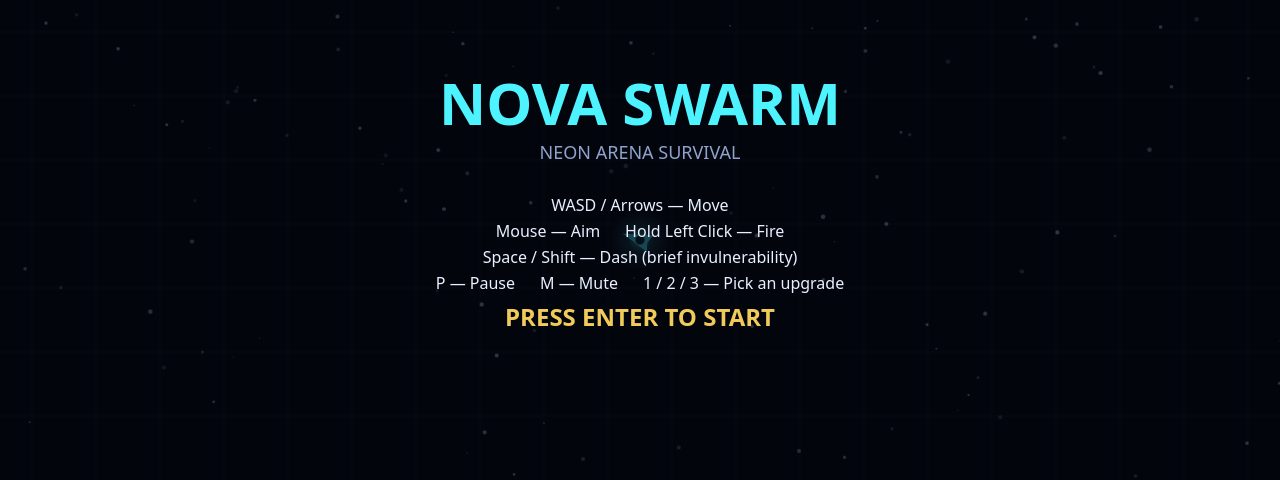 NOVA SWARM
NEON ARENA SURVIVAL
WASD / Arrows — Move
Mouse — Aim Hold Left Click — Fire
Space / Shift — Dash (brief invulnerability)
P — Pause M — Mute 1 / 2 / 3 — Pick an upgrade
PRESS ENTER TO START